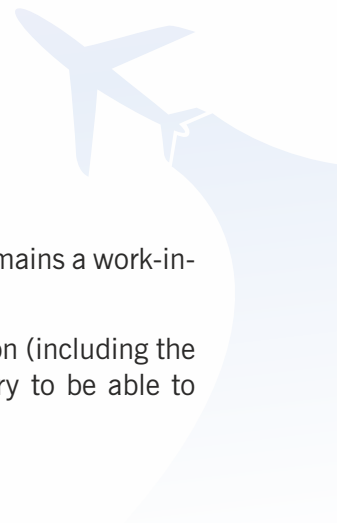 mains a work-in-
on (including the
ry to be able to